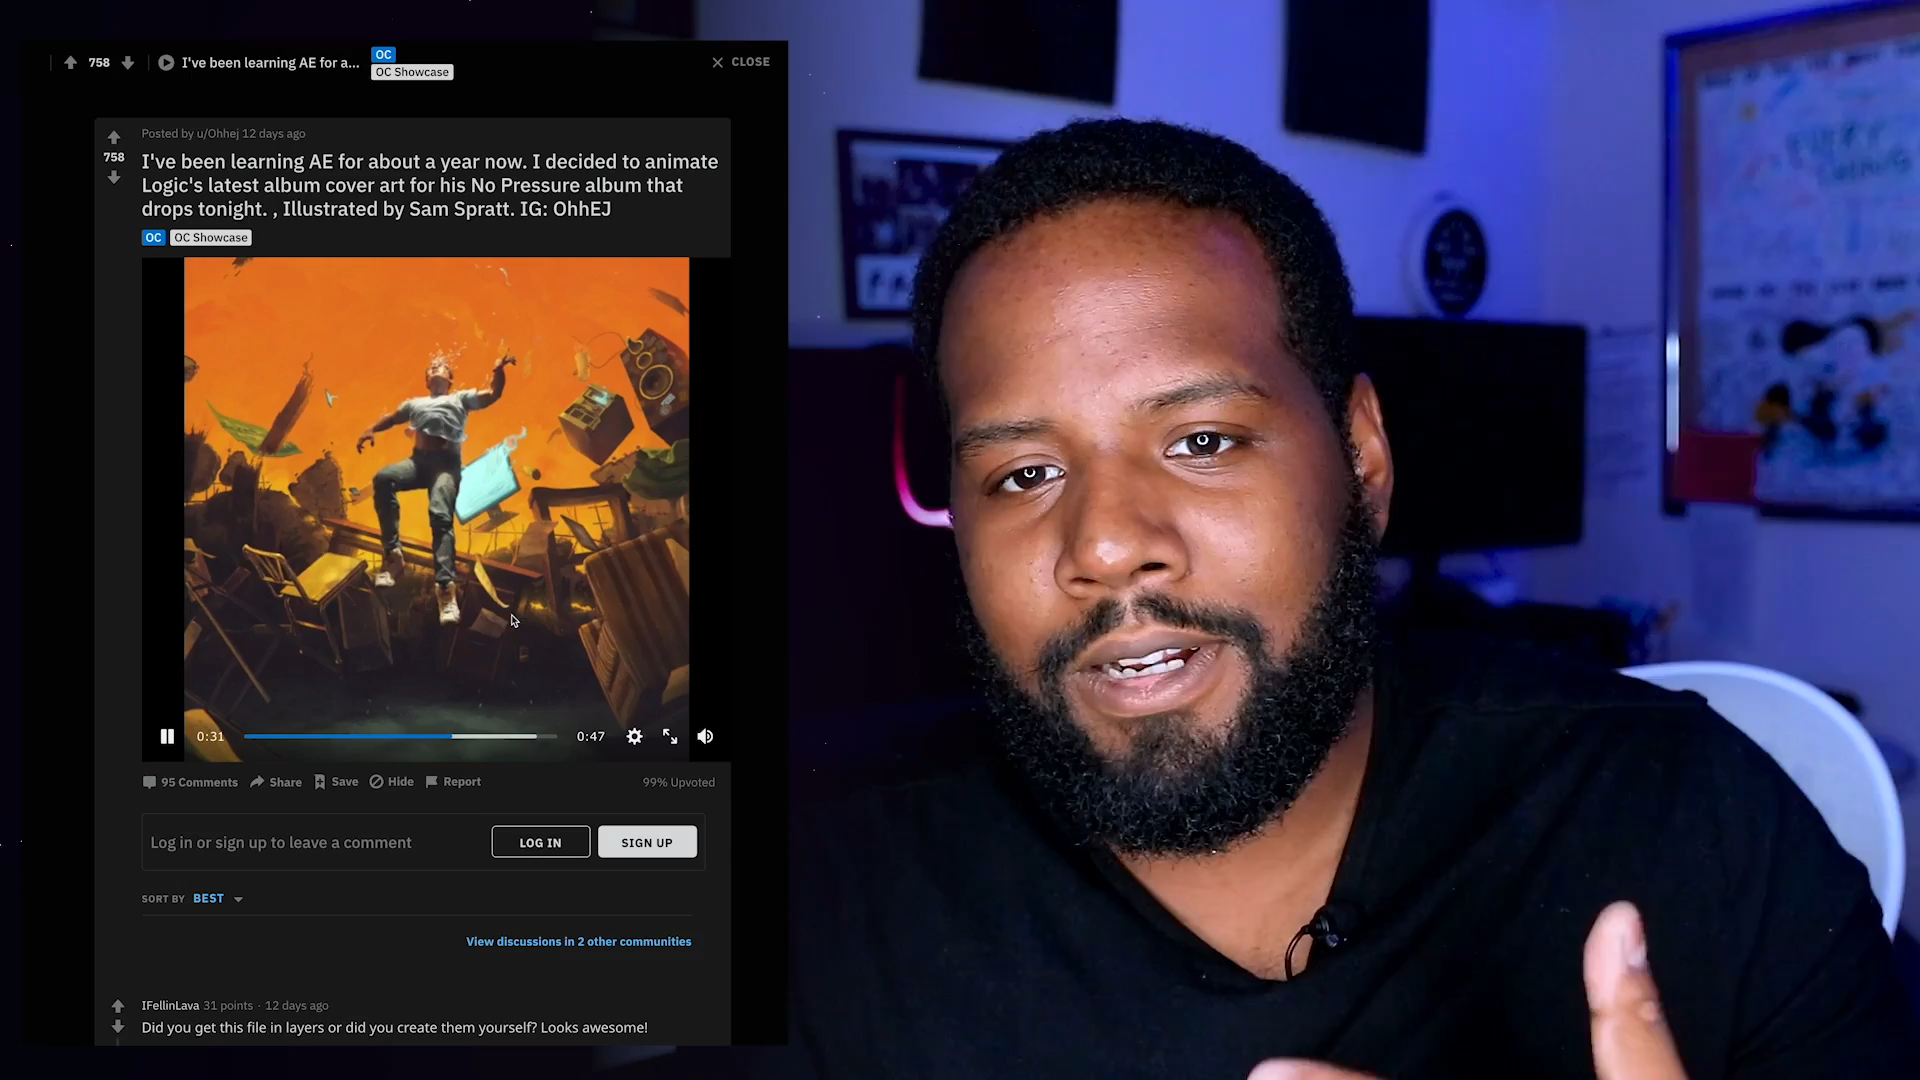 758
I've been learning AE for a...
OC
OC Showcase
CLOSE
Posted by u/Ohhej 12 days ago
758
I've been learning AE for about a year now. I decided to animate
Logic's latest album cover art for his No Pressure album that
drops tonight. , Illustrated by Sam Spratt. IG: OhhEJ
OC OC Showcase
0:31
0:47
95 Comments Share Save Hide Report
99% Upvoted
Log in or sign up to leave a comment
LOG IN
SIGN UP
SORT BY BEST
View discussions in 2 other communities
IFellinLava 31 points · 12 days ago
Did you get this file in layers or did you create them yourself? Looks awesome!